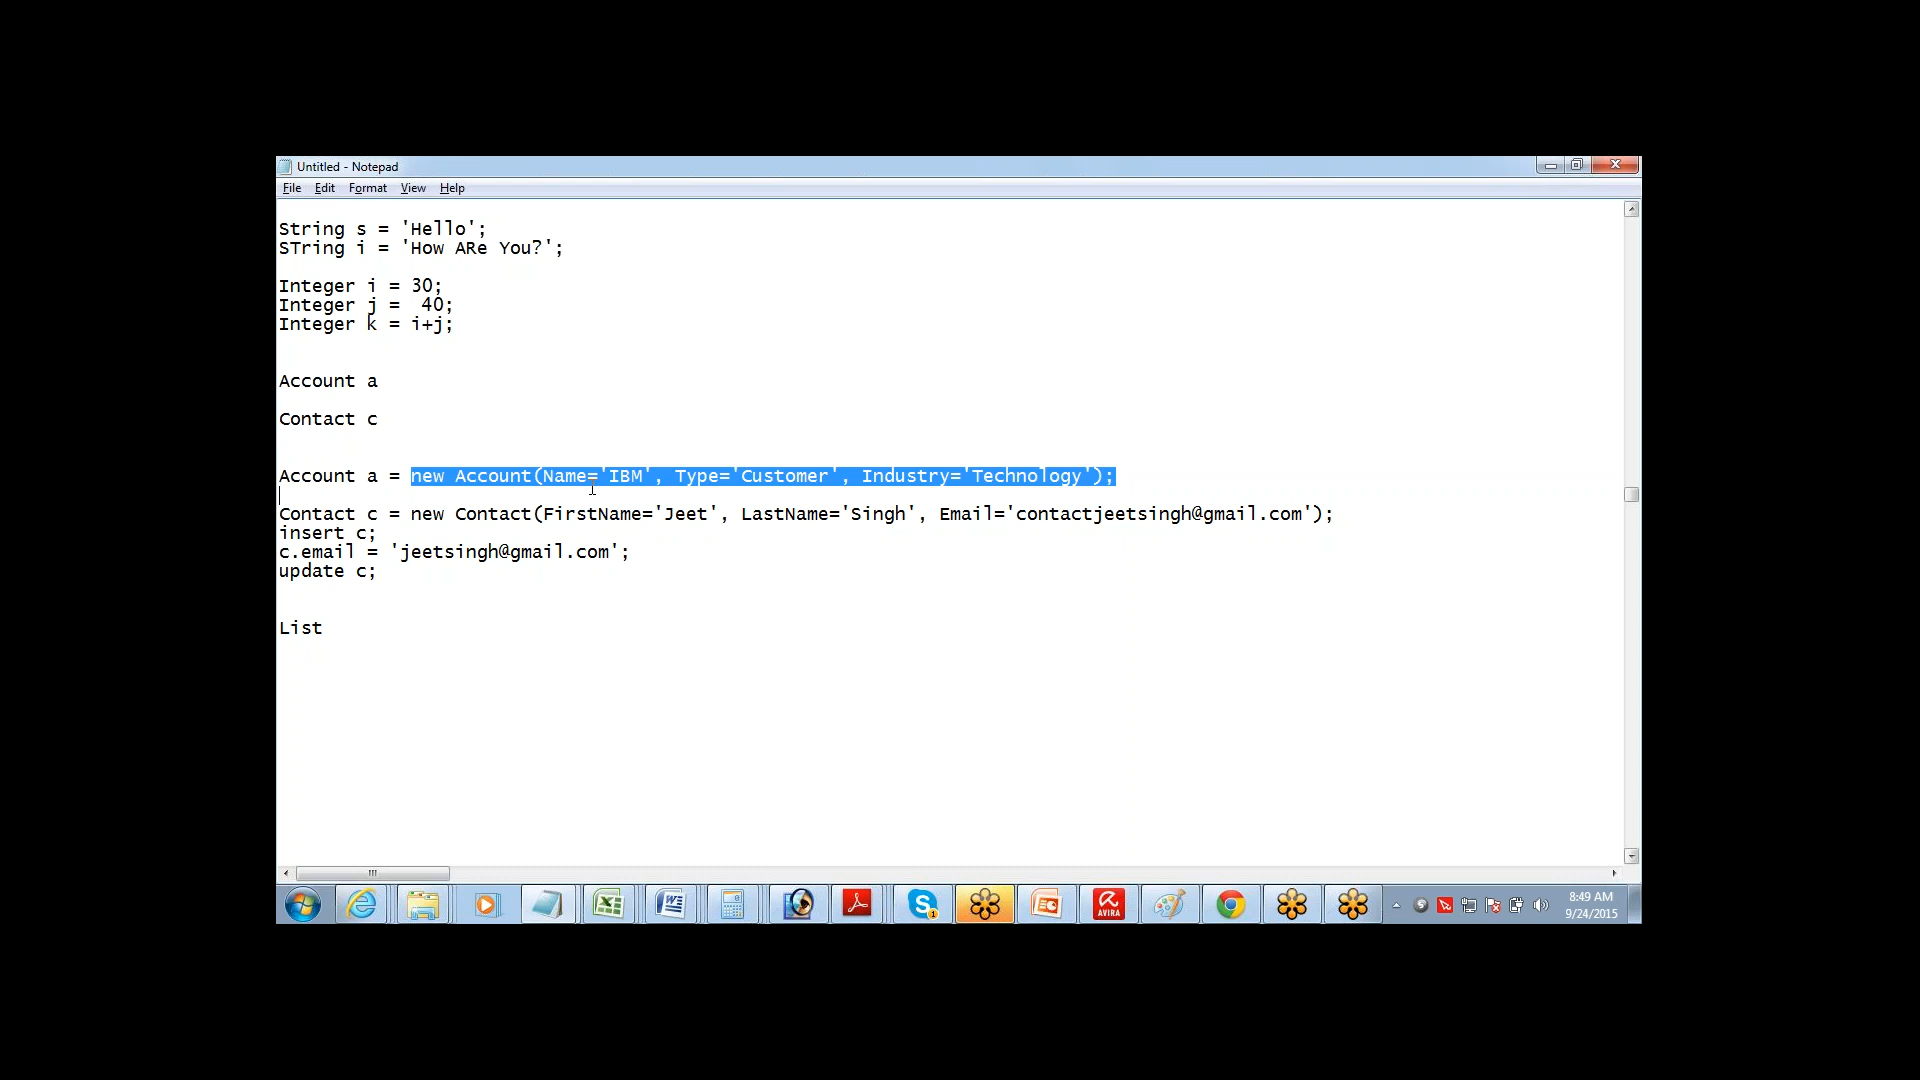 Untitled - Notepad
File Edit Format View Help
String s = 'Hello';
STring i = 'How ARe You?';
Integer i = 30;
Integer j =  40;
Integer k = i+j;
Account a
Contact c
Account a = new Account(Name='IBM', Type='Customer', Industry='Technology');
Contact c = new Contact(FirstName='Jeet', LastName='Singh', Email='contactjeetsingh@gmail.com');
insert c;
c.email = 'jeetsingh@gmail.com';
update c;
List
AVIRA
8:49 AM
9/24/2015